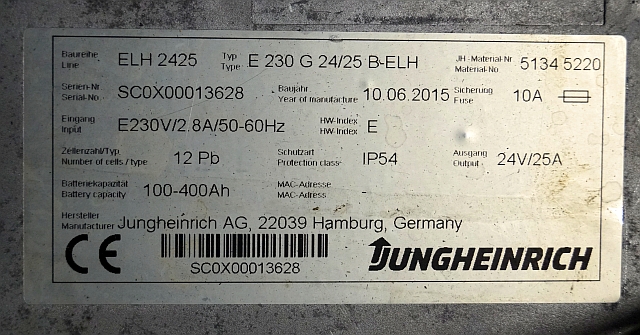 Baureihe Line ELH 2425 Typ Type E 230 G 24/25 B-ELH JH-Material-Nr Material-No 5134 5220
Serien-Nr Serial-No. SC0X00013628 Baujahr Year of manufacture 10.06.2015 Sicherung Fuse 10A
Eingang Input E230V/2.8A/50-60Hz HW-Index HW-Index E
Zellenzahl/Typ Number of cells / type 12 Pb Schutzart Protection class IP54 Ausgang Output 24V/25A
Batteriekapazität Battery capacity 100-400Ah MAC-Adresse MAC-Adress -
Hersteller Manufacturer Jungheinrich AG, 22039 Hamburg, Germany
CE SC0X00013628 JUNGHEINRICH